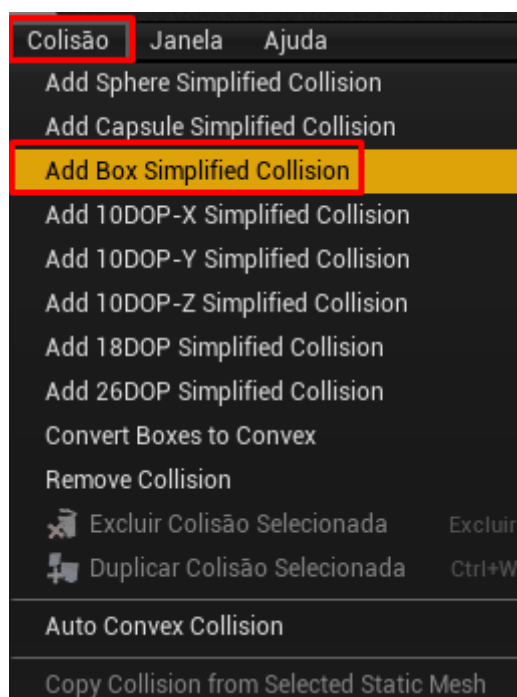 Colisão Janela Ajuda
Add Sphere Simplified Collision
Add Capsule Simplified Collision
Add Box Simplified Collision
Add 10DOP-X Simplified Collision
Add 10DOP-Y Simplified Collision
Add 10DOP-Z Simplified Collision
Add 18DOP Simplified Collision
Add 26DOP Simplified Collision
Convert Boxes to Convex
Remove Collision
Excluir Colisão Selecionada Excluir
Duplicar Colisão Selecionada Ctrl+W
Auto Convex Collision
Copy Collision from Selected Static Mesh